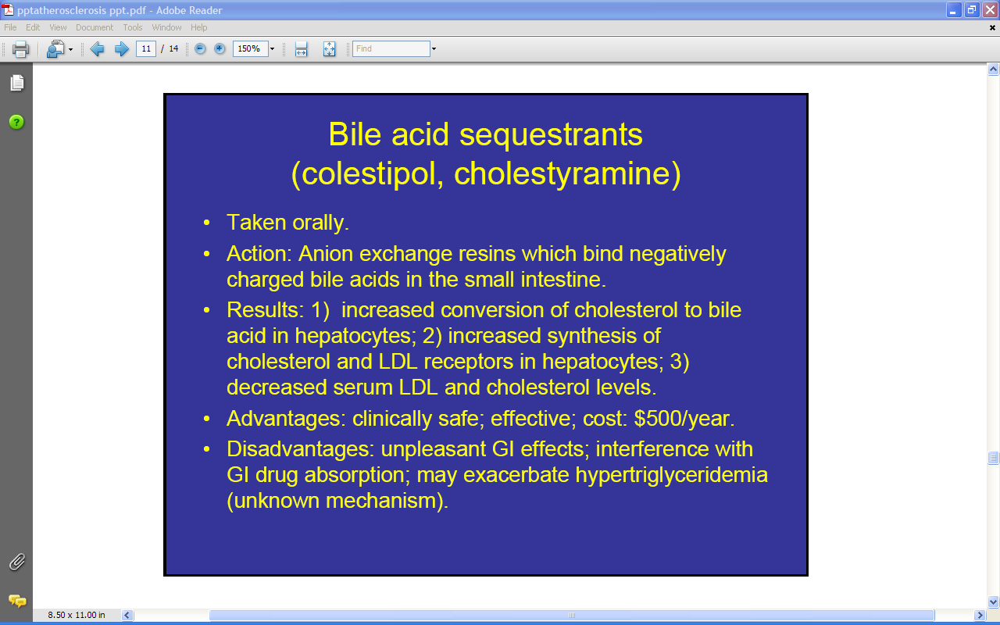 pptatherosclerosis ppt.pdf - Adobe Reader
File Edit View Document Tools Window Help
11 / 14 150% Find
Bile acid sequestrants
(colestipol, cholestyramine)
• Taken orally.
• Action: Anion exchange resins which bind negatively
charged bile acids in the small intestine.
• Results: 1)  increased conversion of cholesterol to bile
acid in hepatocytes; 2) increased synthesis of
cholesterol and LDL receptors in hepatocytes; 3)
decreased serum LDL and cholesterol levels.
• Advantages: clinically safe; effective; cost: $500/year.
• Disadvantages: unpleasant GI effects; interference with
GI drug absorption; may exacerbate hypertriglyceridemia
(unknown mechanism).
8.50 x 11.00 in